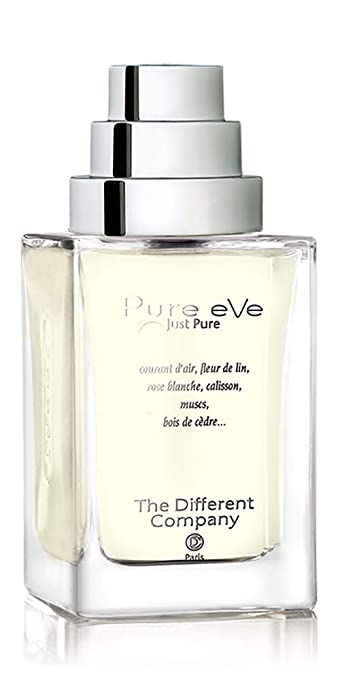 Pure eVe
Just Pure
courant d'air, fleur de lin,
rose blanche, calisson,
muscs,
bois de cèdre...
The Different
Company
Paris